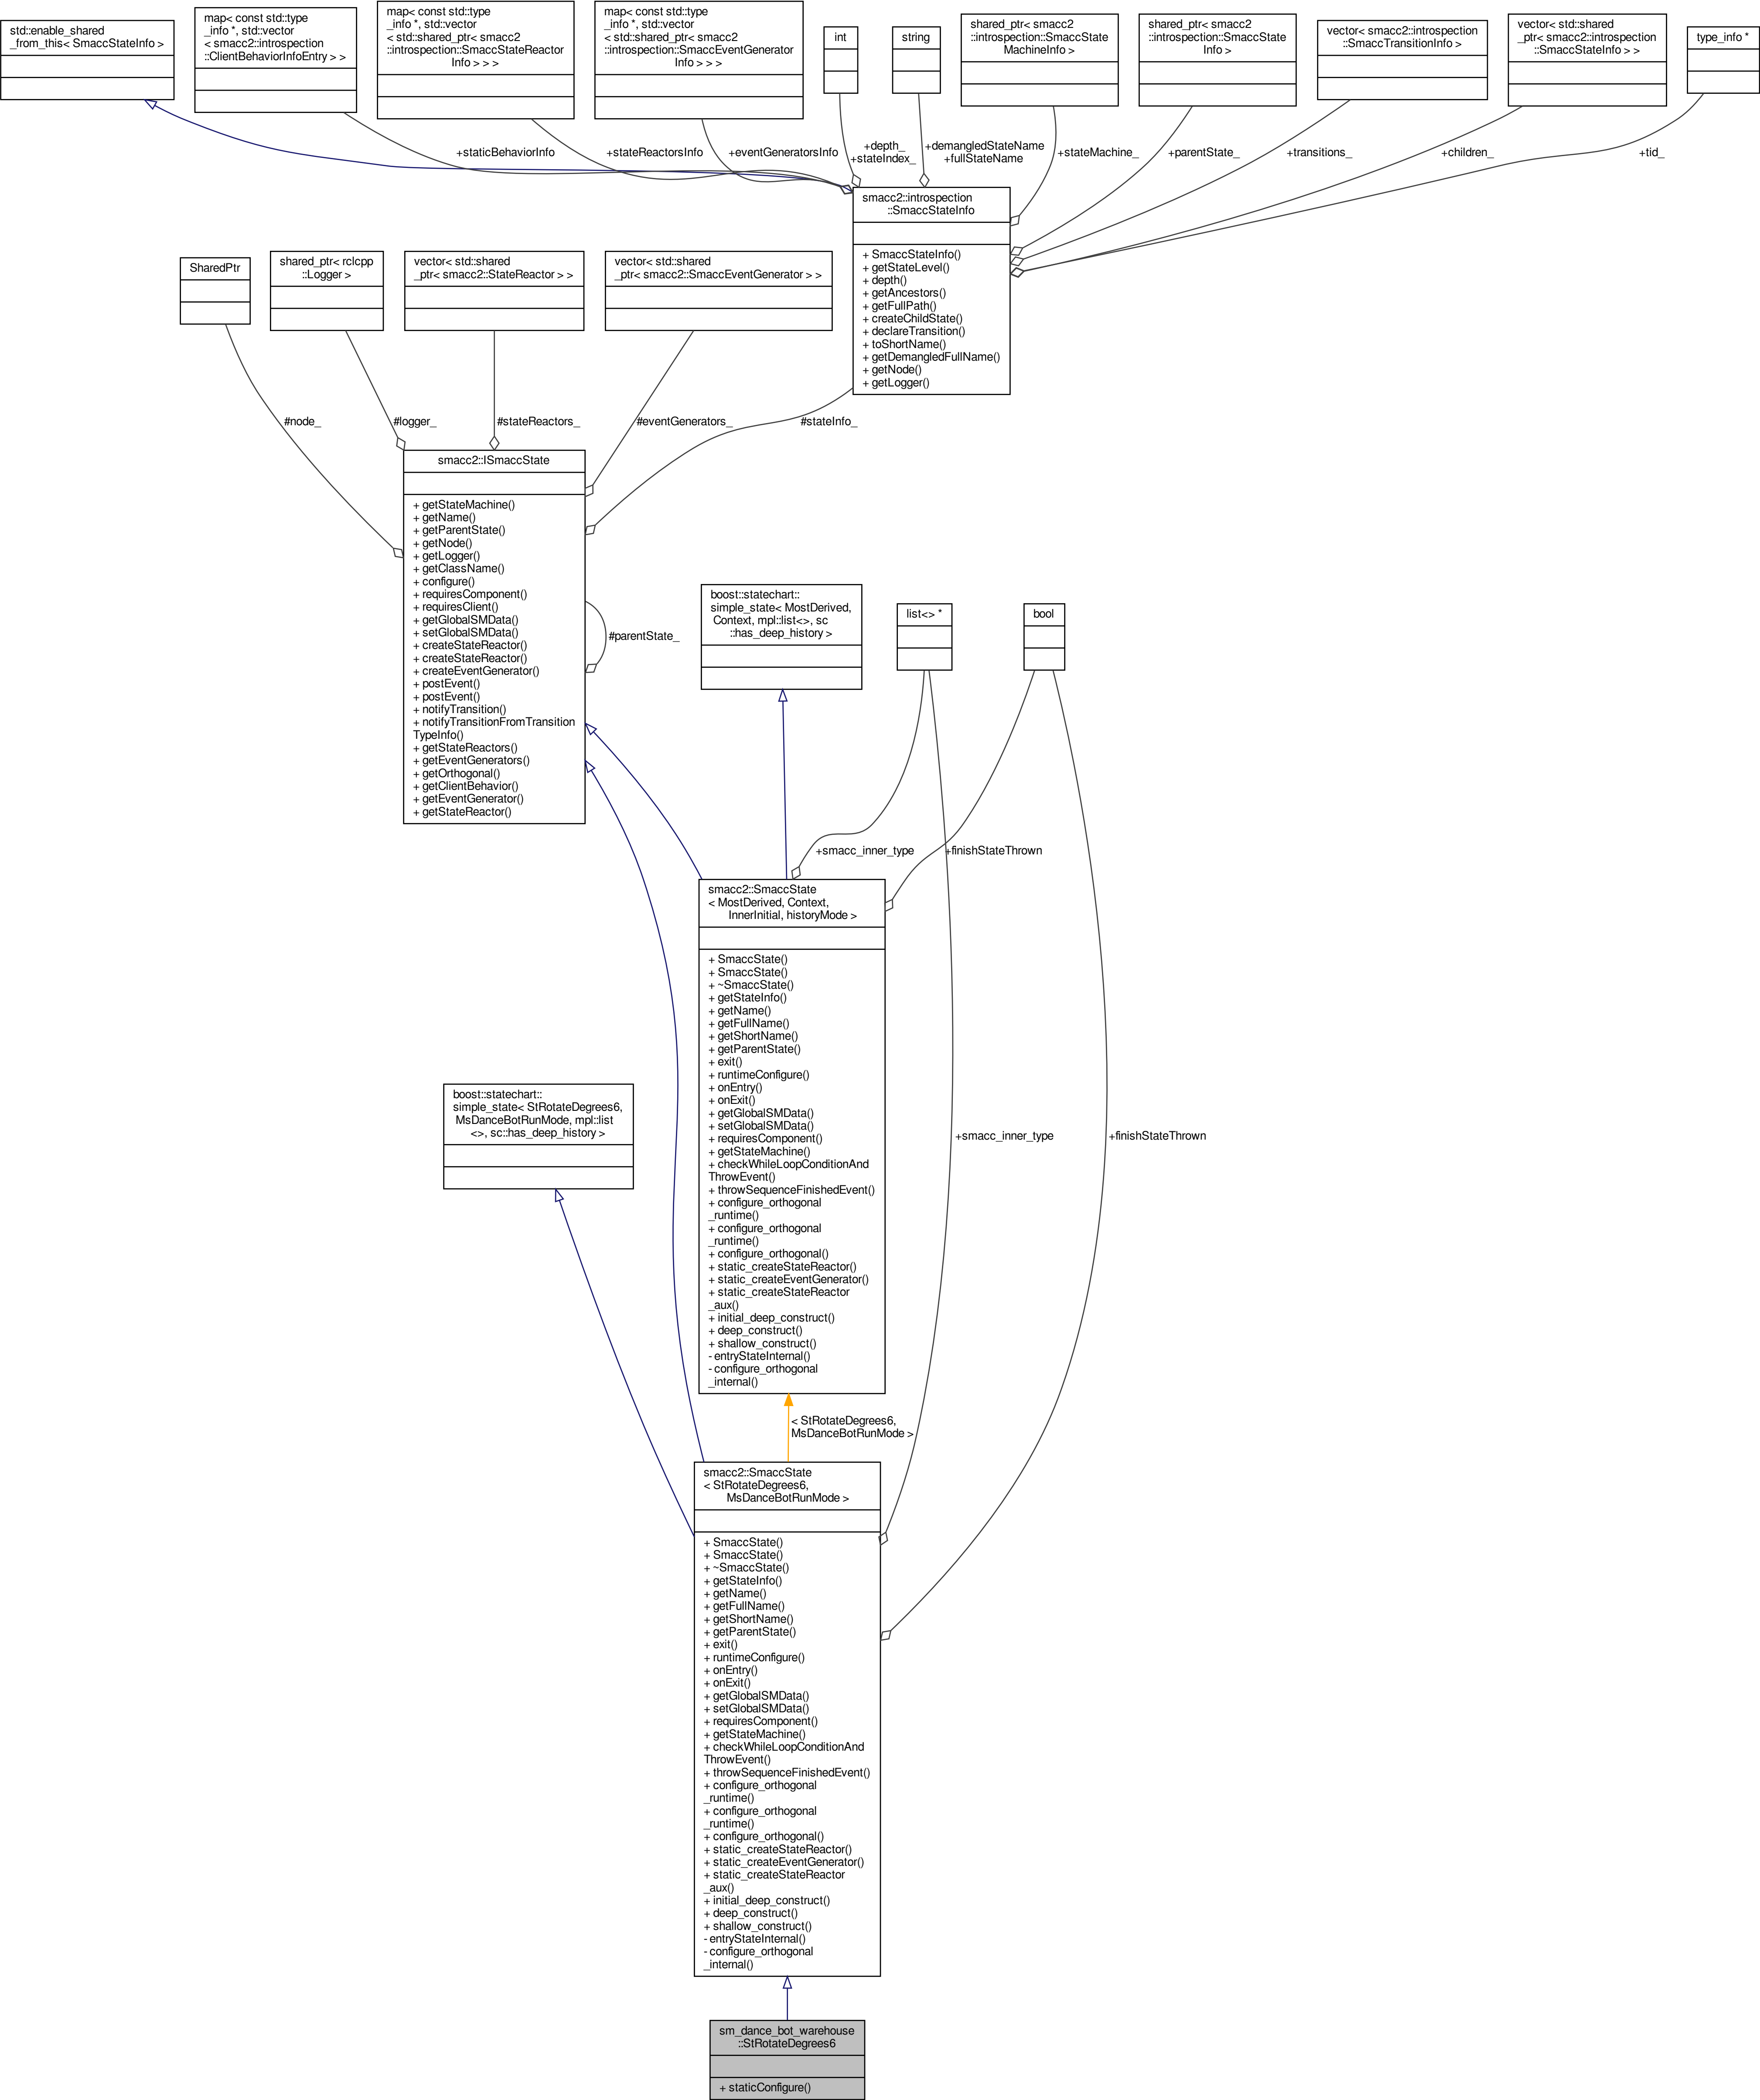 std::enable_shared
_from_this< SmaccStateInfo >
map< const std::type
_info *, std::vector
< smacc2::introspection
::ClientBehaviorInfoEntry > >
map< const std::type
_info *, std::vector
< std::shared_ptr< smacc2
::introspection::SmaccStateReactor
Info > > >
map< const std::type
_info *, std::vector
< std::shared_ptr< smacc2
::introspection::SmaccEventGenerator
Info > > >
int
string
shared_ptr< smacc2
::introspection::SmaccState
MachineInfo >
shared_ptr< smacc2
::introspection::SmaccState
Info >
vector< smacc2::introspection
::SmaccTransitionInfo >
vector< std::shared
_ptr< smacc2::introspection
::SmaccStateInfo > >
type_info *
+staticBehaviorInfo
+stateReactorsInfo
+eventGeneratorsInfo
+depth_
+stateIndex_
+demangledStateName
+fullStateName
+stateMachine_
+parentState_
+transitions_
+children_
+tid_
smacc2::introspection
::SmaccStateInfo
+ SmaccStateInfo()
+ getStateLevel()
+ depth()
+ getAncestors()
+ getFullPath()
+ createChildState()
+ declareTransition()
+ toShortName()
+ getDemangledFullName()
+ getNode()
+ getLogger()
SharedPtr
shared_ptr< rclcpp
::Logger >
vector< std::shared
_ptr< smacc2::StateReactor > >
vector< std::shared
_ptr< smacc2::SmaccEventGenerator > >
#node_
#logger_
#stateReactors_
#eventGenerators_
#stateInfo_
smacc2::ISmaccState
+ getStateMachine()
+ getName()
+ getParentState()
+ getNode()
+ getLogger()
+ getClassName()
+ configure()
+ requiresComponent()
+ requiresClient()
+ getGlobalSMData()
+ setGlobalSMData()
+ createStateReactor()
+ createStateReactor()
+ createEventGenerator()
+ postEvent()
+ postEvent()
+ notifyTransition()
+ notifyTransitionFromTransition
TypeInfo()
+ getStateReactors()
+ getEventGenerators()
+ getOrthogonal()
+ getClientBehavior()
+ getEventGenerator()
+ getStateReactor()
#parentState_
boost::statechart::
simple_state< MostDerived,
Context, mpl::list<>, sc
::has_deep_history >
list<> *
bool
+smacc_inner_type
+finishStateThrown
smacc2::SmaccState
< MostDerived, Context,
InnerInitial, historyMode >
+ SmaccState()
+ SmaccState()
+ ~SmaccState()
+ getStateInfo()
+ getName()
+ getFullName()
+ getShortName()
+ getParentState()
+ exit()
+ runtimeConfigure()
+ onEntry()
+ onExit()
+ getGlobalSMData()
+ setGlobalSMData()
+ requiresComponent()
+ getStateMachine()
+ checkWhileLoopConditionAnd
ThrowEvent()
+ throwSequenceFinishedEvent()
+ configure_orthogonal
_runtime()
+ configure_orthogonal
_runtime()
+ configure_orthogonal()
+ static_createStateReactor()
+ static_createEventGenerator()
+ static_createStateReactor
_aux()
+ initial_deep_construct()
+ deep_construct()
+ shallow_construct()
- entryStateInternal()
- configure_orthogonal
_internal()
boost::statechart::
simple_state< StRotateDegrees6,
MsDanceBotRunMode, mpl::list
<>, sc::has_deep_history >
+smacc_inner_type
+finishStateThrown
< StRotateDegrees6,
MsDanceBotRunMode >
smacc2::SmaccState
< StRotateDegrees6,
MsDanceBotRunMode >
+ SmaccState()
+ SmaccState()
+ ~SmaccState()
+ getStateInfo()
+ getName()
+ getFullName()
+ getShortName()
+ getParentState()
+ exit()
+ runtimeConfigure()
+ onEntry()
+ onExit()
+ getGlobalSMData()
+ setGlobalSMData()
+ requiresComponent()
+ getStateMachine()
+ checkWhileLoopConditionAnd
ThrowEvent()
+ throwSequenceFinishedEvent()
+ configure_orthogonal
_runtime()
+ configure_orthogonal
_runtime()
+ configure_orthogonal()
+ static_createStateReactor()
+ static_createEventGenerator()
+ static_createStateReactor
_aux()
+ initial_deep_construct()
+ deep_construct()
+ shallow_construct()
- entryStateInternal()
- configure_orthogonal
_internal()
sm_dance_bot_warehouse
::StRotateDegrees6
+ staticConfigure()